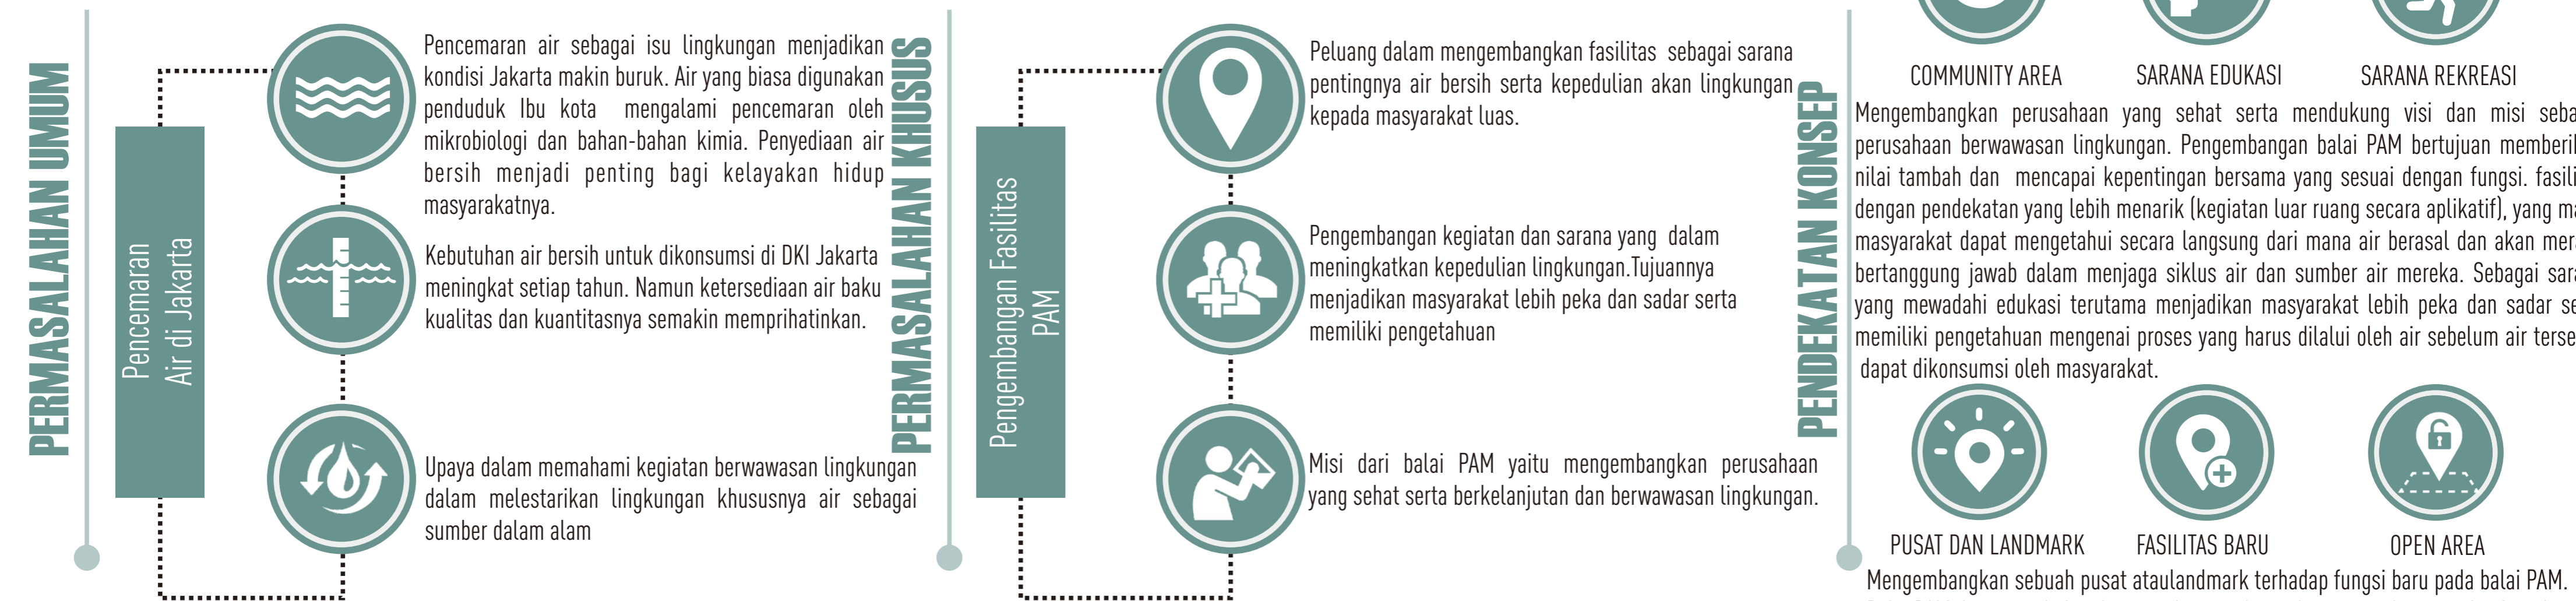 PERMASALAHAN UMUM
Pencemaran
Air di Jakarta
Pencemaran air sebagai isu lingkungan menjadikan
kondisi Jakarta makin buruk. Air yang biasa digunakan
penduduk Ibu kota mengalami pencemaran oleh
mikrobiologi dan bahan-bahan kimia. Penyediaan air
bersih menjadi penting bagi kelayakan hidup
masyarakatnya.
Kebutuhan air bersih untuk dikonsumsi di DKI Jakarta
meningkat setiap tahun. Namun ketersediaan air baku
kualitas dan kuantitasnya semakin memprihatinkan.
Upaya dalam memahami kegiatan berwawasan lingkungan
dalam melestarikan lingkungan khususnya air sebagai
sumber dalam alam
PERMASALAHAN KHUSUS
Pengembangan Fasilitas
PAM
Peluang dalam mengembangkan fasilitas sebagai sarana
pentingnya air bersih serta kepedulian akan lingkungan
kepada masyarakat luas.
Pengembangan kegiatan dan sarana yang dalam
meningkatkan kepedulian lingkungan.Tujuannya
menjadikan masyarakat lebih peka dan sadar serta
memiliki pengetahuan
Misi dari balai PAM yaitu mengembangkan perusahaan
yang sehat serta berkelanjutan dan berwawasan lingkungan.
PENDEKATAN KONSEP
COMMUNITY AREA
SARANA EDUKASI
SARANA REKREASI
Mengembangkan perusahaan yang sehat serta mendukung visi dan misi
perusahaan berwawasan lingkungan. Pengembangan balai PAM bertujuan
nilai tambah dan mencapai kepentingan bersama yang sesuai dengan fungsi.
dengan pendekatan yang lebih menarik (kegiatan luar ruang secara aplikatif), yang
masyarakat dapat mengetahui secara langsung dari mana air berasal dan akan
bertanggung jawab dalam menjaga siklus air dan sumber air mereka. Sebagai
yang mewadahi edukasi terutama menjadikan masyarakat lebih peka dan sadar
memiliki pengetahuan mengenai proses yang harus dilalui oleh air sebelum air
dapat dikonsumsi oleh masyarakat.
PUSAT DAN LANDMARK
FASILITAS BARU
OPEN AREA
Mengembangkan sebuah pusat ataulandmark terhadap fungsi baru pada balai PAM.